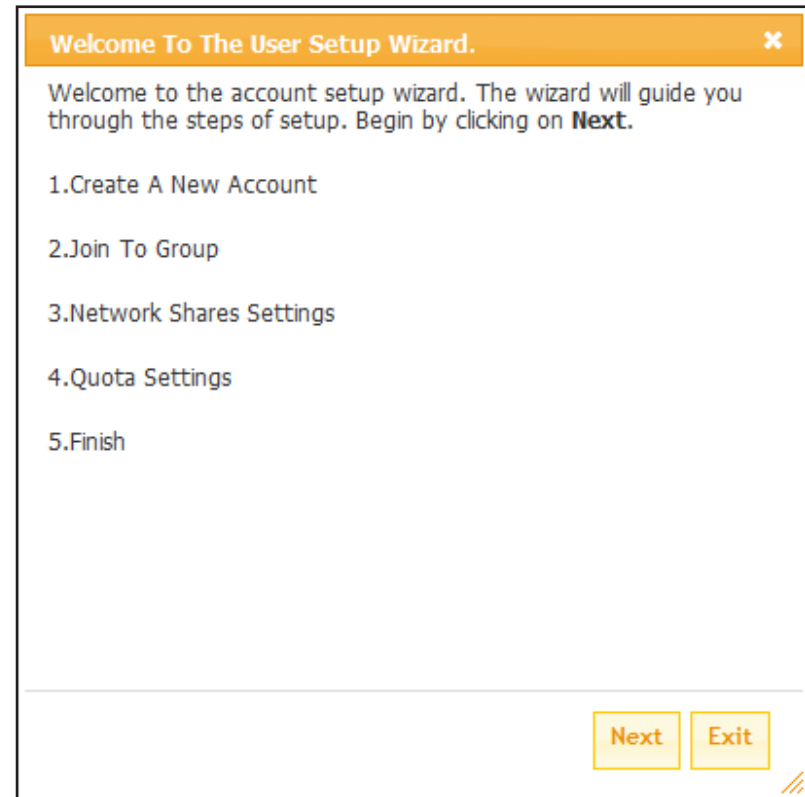 Welcome To The User Setup Wizard.
Welcome to the account setup wizard. The wizard will guide you
through the steps of setup. Begin by clicking on Next.
1.Create A New Account
2.Join To Group
3.Network Shares Settings
4.Quota Settings
5.Finish
Next Exit